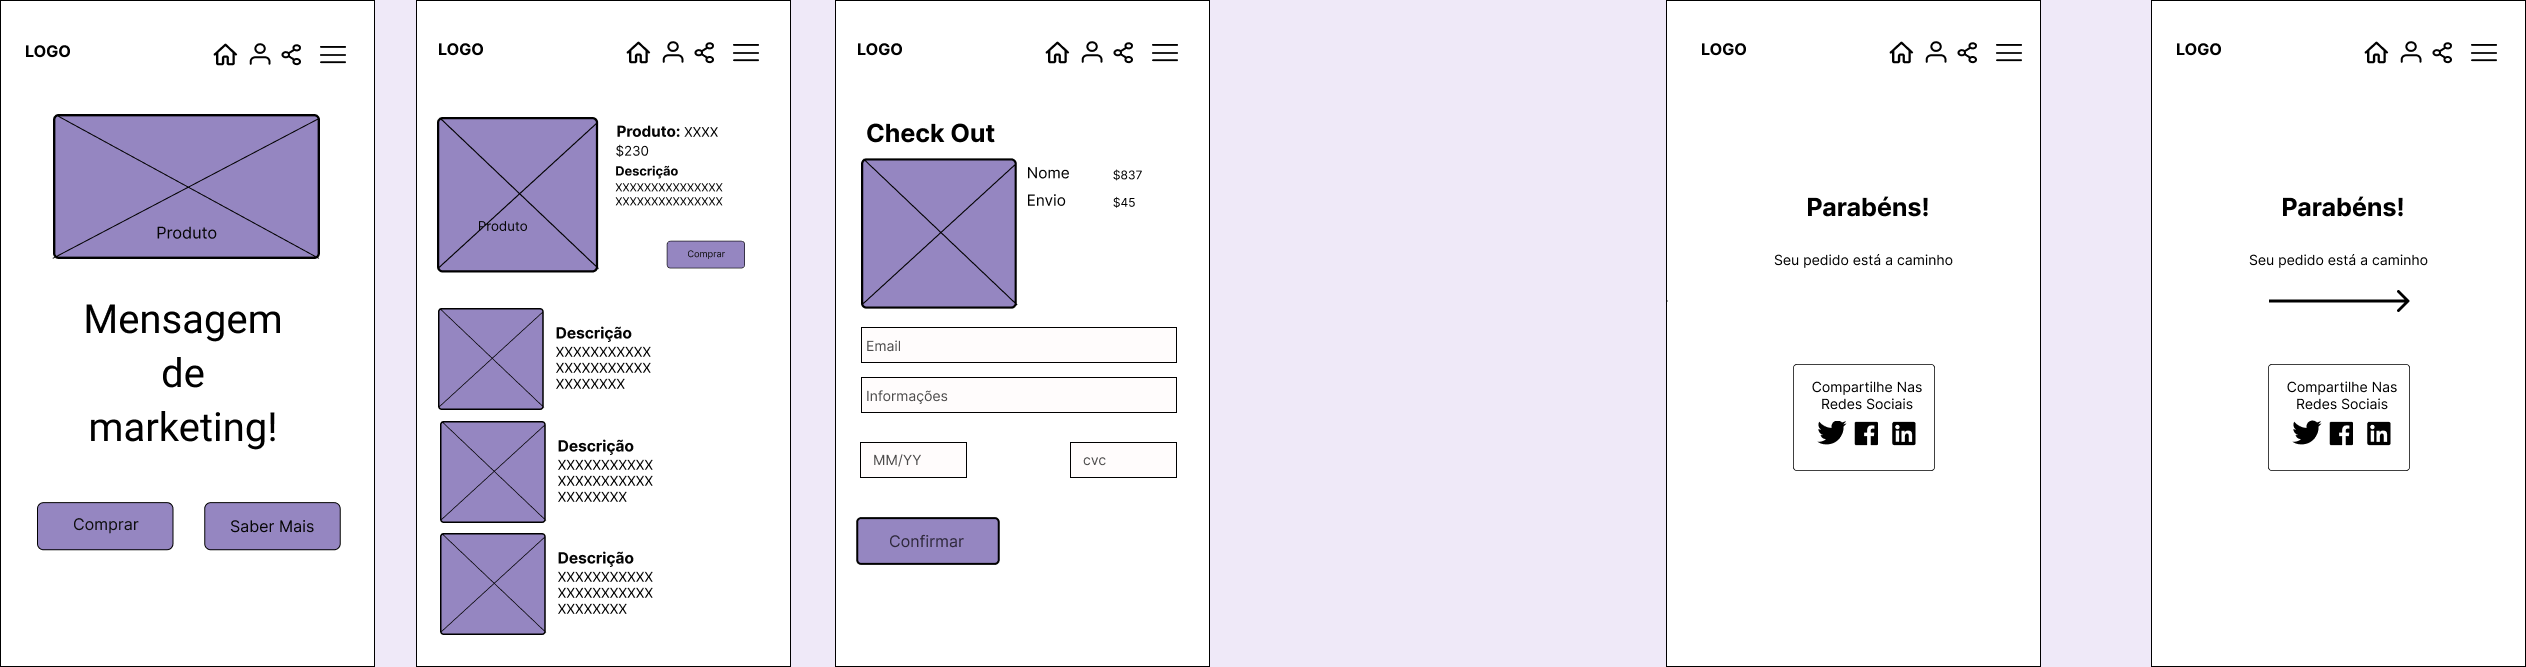 LOGO
Produto
Mensagem
de
marketing!
Comprar
Saber Mais
LOGO
Produto
Produto: XXXX
$230
Descrição
XXXXXXXXXXXXXXX
XXXXXXXXXXXXXXX
Comprar
Descrição
XXXXXXXXXXX
XXXXXXXXXXX
XXXXXXXX
Descrição
XXXXXXXXXXX
XXXXXXXXXXX
XXXXXXXX
Descrição
XXXXXXXXXXX
XXXXXXXXXXX
XXXXXXXX
LOGO
Check Out
Nome $837
Envio $45
Email
Informações
MM/YY cvc
Confirmar
LOGO
Parabéns!
Seu pedido está a caminho
Compartilhe Nas
Redes Sociais
LOGO
Parabéns!
Seu pedido está a caminho
Compartilhe Nas
Redes Sociais